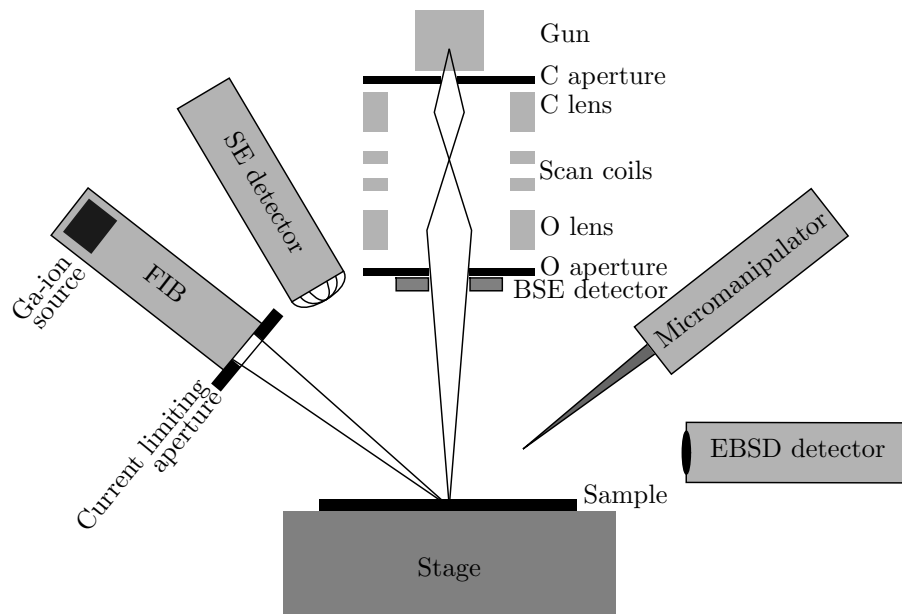 Gun
C aperture
C lens
SE detector
Scan coils
O lens
O aperture
BSE detector
Micromanipulator
FIB
Ga-ion
source
Current limiting
aperture
EBSD detector
Sample
Stage